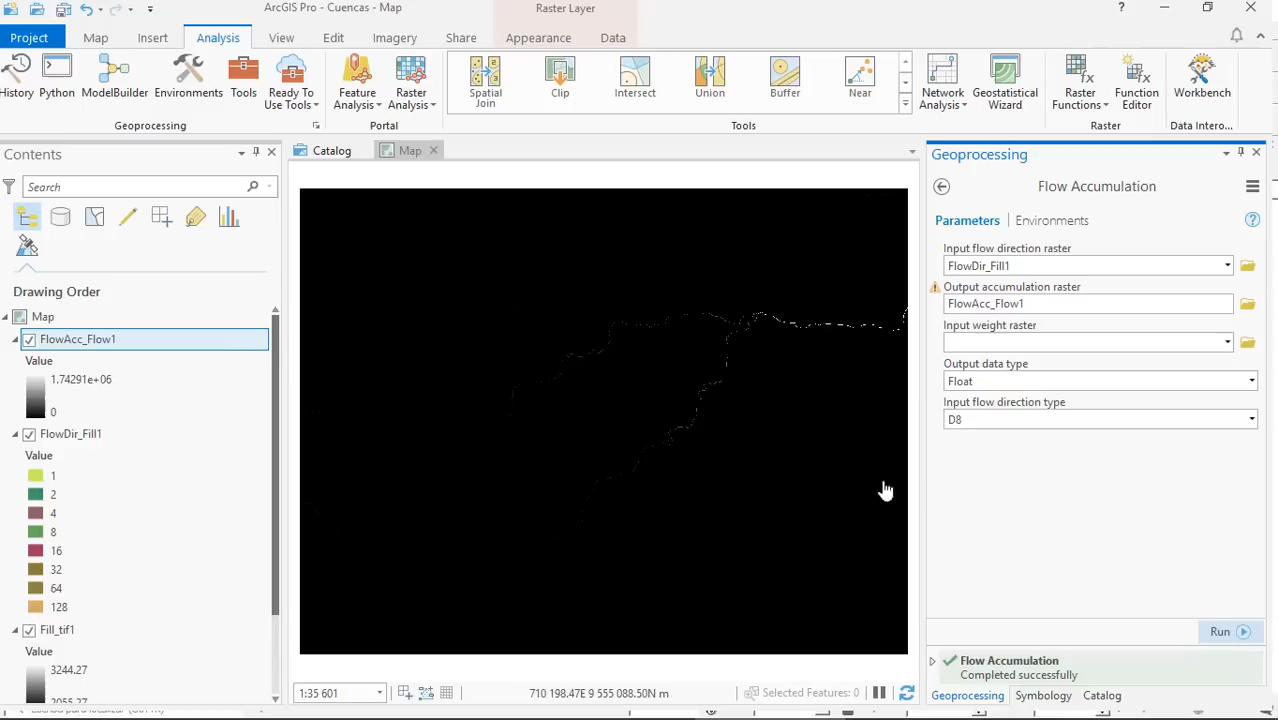 ArcGIS Pro - Cuencas - Map
Raster Layer
?
Project Map Insert Analysis View Edit Imagery Share Appearance Data
History Python ModelBuilder Environments Tools Ready To Use Tools
Feature Analysis Raster Analysis
Spatial Join Clip Intersect Union Buffer Near
Network Analysis Geostatistical Wizard
Raster Functions Function Editor
Workbench
Geoprocessing Portal Tools Raster Data Intero...
Contents
Search
Drawing Order
Map
FlowAcc_Flow1
Value
1.74291e+06
0
FlowDir_Fill1
Value
1
2
4
8
16
32
64
128
Fill_tif1
Value
3244.27
2055.27
Catalog Map
1:35 601
710 198.47E 9 555 088.50N m
Selected Features: 0
Geoprocessing
Flow Accumulation
Parameters Environments
?
Input flow direction raster
FlowDir_Fill1
Output accumulation raster
FlowAcc_Flow1
Input weight raster
Output data type
Float
Input flow direction type
D8
Run
Flow Accumulation
Completed successfully
Geoprocessing Symbology Catalog